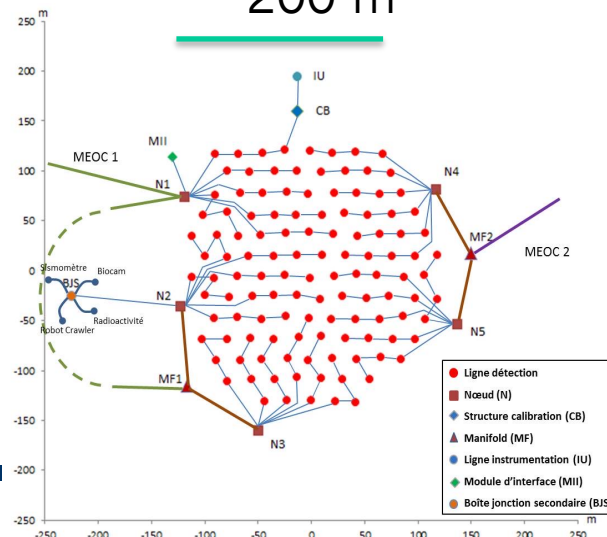 200 m
m
250
200
150
100
50
0
-50
-100
-150
-200
-250
-250
-200
-150
-100
-50
0
50
100
150
200
250
m
IU
CB
MII
MEOC 1
N1
N4
MF2
MEOC 2
Sismomètre
Biocam
BJS
Radioactivité
Robot Crawler
N2
N5
MF1
N3
Ligne détection
Nœud (N)
Structure calibration (CB)
Manifold (MF)
Ligne instrumentation (IU)
Module d'interface (MII)
Boîte jonction secondaire (BJS